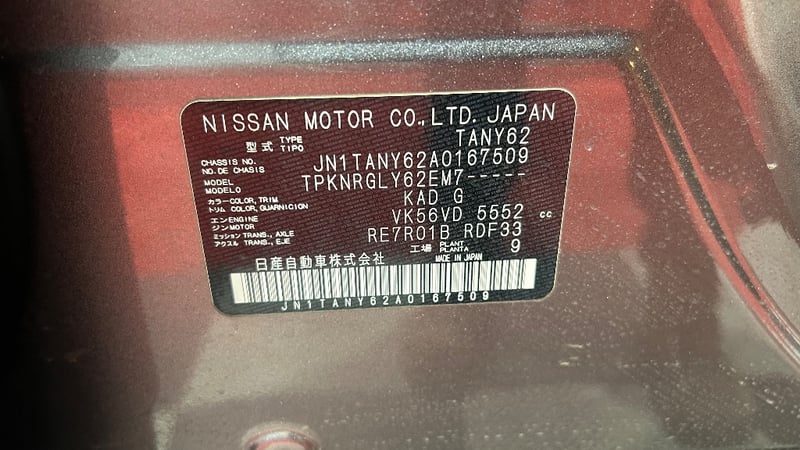 NISSAN MOTOR CO.,LTD. JAPAN
型式 TYPE TIPO TANY62
CHASSIS NO. NO.DE CHASSIS JN1TANY62A0167509
MODEL MODELO TPKNRGLY62EM7-----
カラー COLOR, TRIM トリム COLOR, GUARNICION KAD G
エンENGINE ジンMOTOR VK56VD 5552 cc
ミッション TRANS., AXLE アクスル TRANS., EJE RE7R01B RDF33
工場 PLANT PLANTA 9
日産自動車株式会社 MADE IN JAPAN
JN1TANY62A0167509